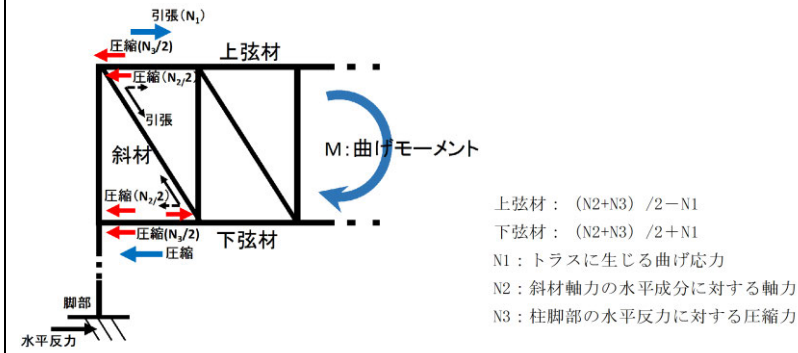 引張(N₁)
圧縮(N₃/2)
上弦材
圧縮(N₂/2)
引張
斜材
M:曲げモーメント
圧縮(N₂/2)
圧縮(N₃/2)
下弦材
圧縮
脚部
水平反力
上弦材: (N2+N3) /2-N1
下弦材: (N2+N3) /2+N1
N1:トラスに生じる曲げ応力
N2:斜材軸力の水平成分に対する軸力
N3:柱脚部の水平反力に対する圧縮力